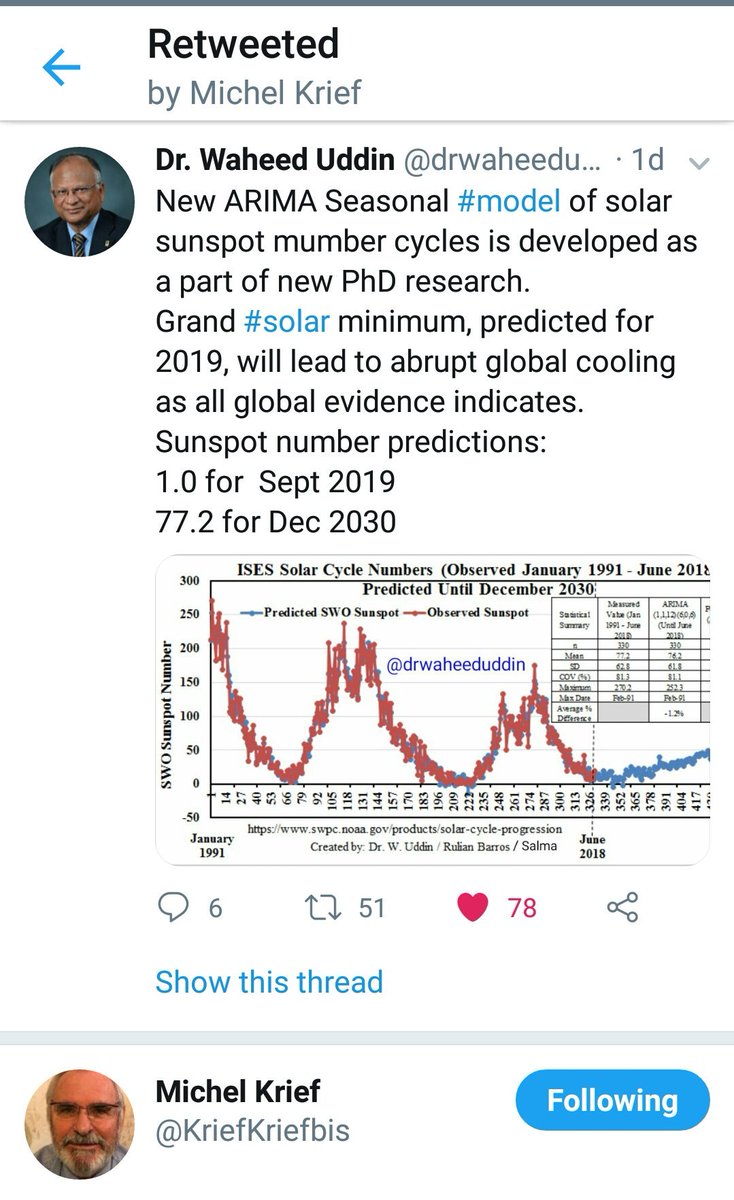 Retweeted
by Michel Krief
Dr. Waheed Uddin @drwaheedu... · 1d
New ARIMA Seasonal #model of solar
sunspot mumber cycles is developed as
a part of new PhD research.
Grand #solar minimum, predicted for
2019, will lead to abrupt global cooling
as all global evidence indicates.
Sunspot number predictions:
1.0 for Sept 2019
77.2 for Dec 2030
ISES Solar Cycle Numbers (Observed January 1991 - June 2018
Predicted Until December 2030
Predicted SWO Sunspot Observed Sunspot
@drwaheeduddin
SWO Sunspot Number
300
250
200
150
100
50
0
-50
Statistical Summary Measured Value (Jan 1991 - June 2018) ARIMA (1,1,12)(6,0,6) (Until June 2018)
n 330 330
Mean 77.2 76.2
SD 62.8 61.8
COV (%) 81.3 81.1
Maximum 270.2 252.3
Max Date Feb-91 Feb-91
Average % Difference -1.2%
1 14 27 40 53 66 79 92 105 118 131 144 157 170 183 196 209 222 235 248 261 274 287 300 313 326 339 352 365 378 391 404 417
January
1991
https://www.swpc.noaa.gov/products/solar-cycle-progression
Created by: Dr. W. Uddin / Rulian Barros / Salma
June
2018
6 51 78
Show this thread
Michel Krief
@KriefKriefbis
Following